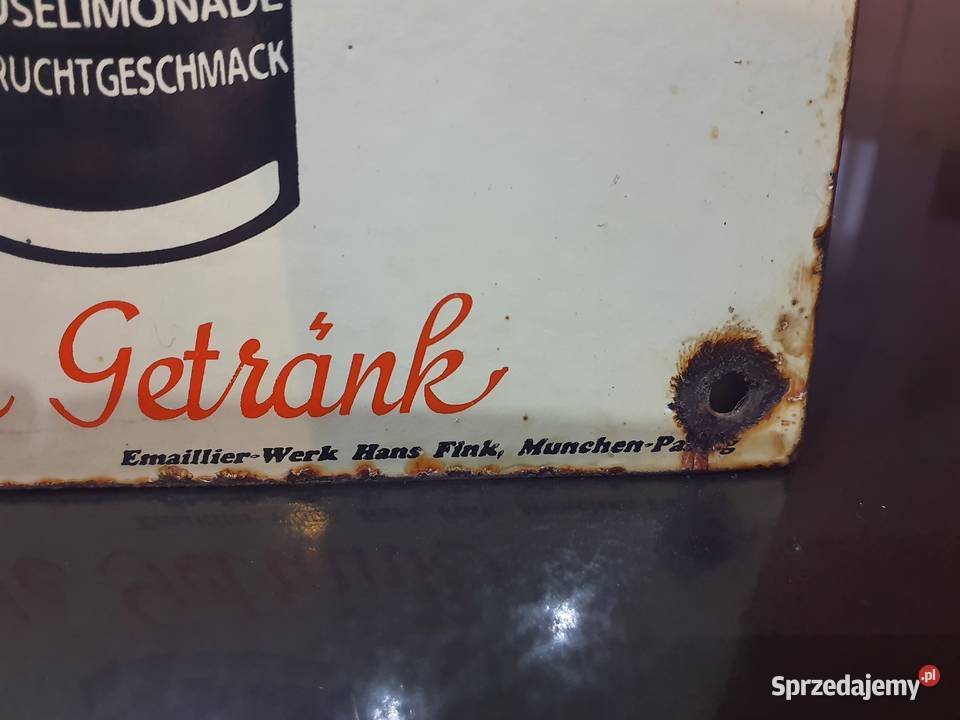 USELIMONADE
RUCHTGESCHMACK
Getränk
Emaillier-Werk Hans Fink, Munchen-Pa g
Sprzedajemy.pl